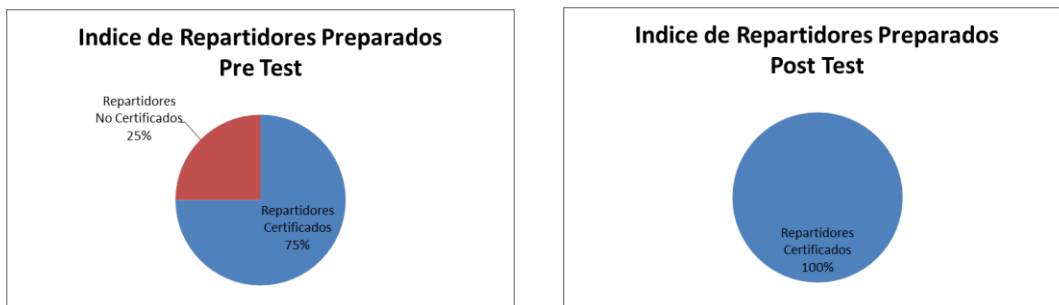 Indice de Repartidores Preparados
Pre Test
Repartidores
No Certificados
25%
Repartidores
Certificados
75%
Indice de Repartidores Preparados
Post Test
Repartidores
Certificados
100%